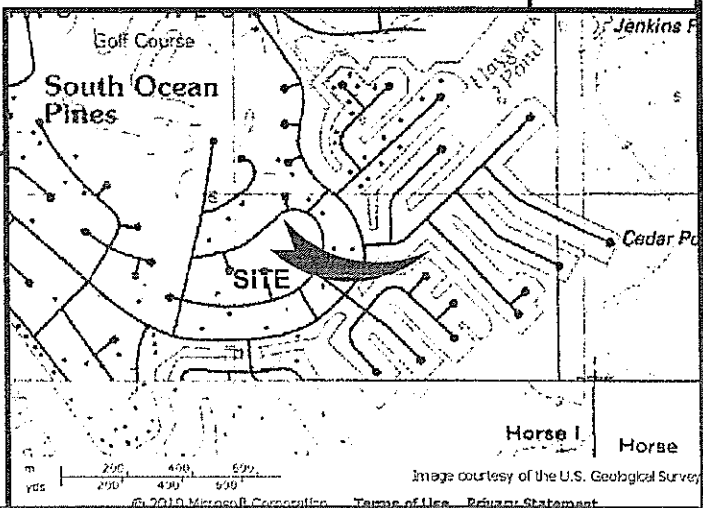 Golf Course
South Ocean
Pines
Haystack
Pond
Jenkins P
s
s
Cedar Po
SITE
Horse I
Horse
m
yds
200 400 600
200 400 600
Image courtesy of the U.S. Geological Survey
© 2010 Microsoft Corporation Terms of Use Privacy Statement